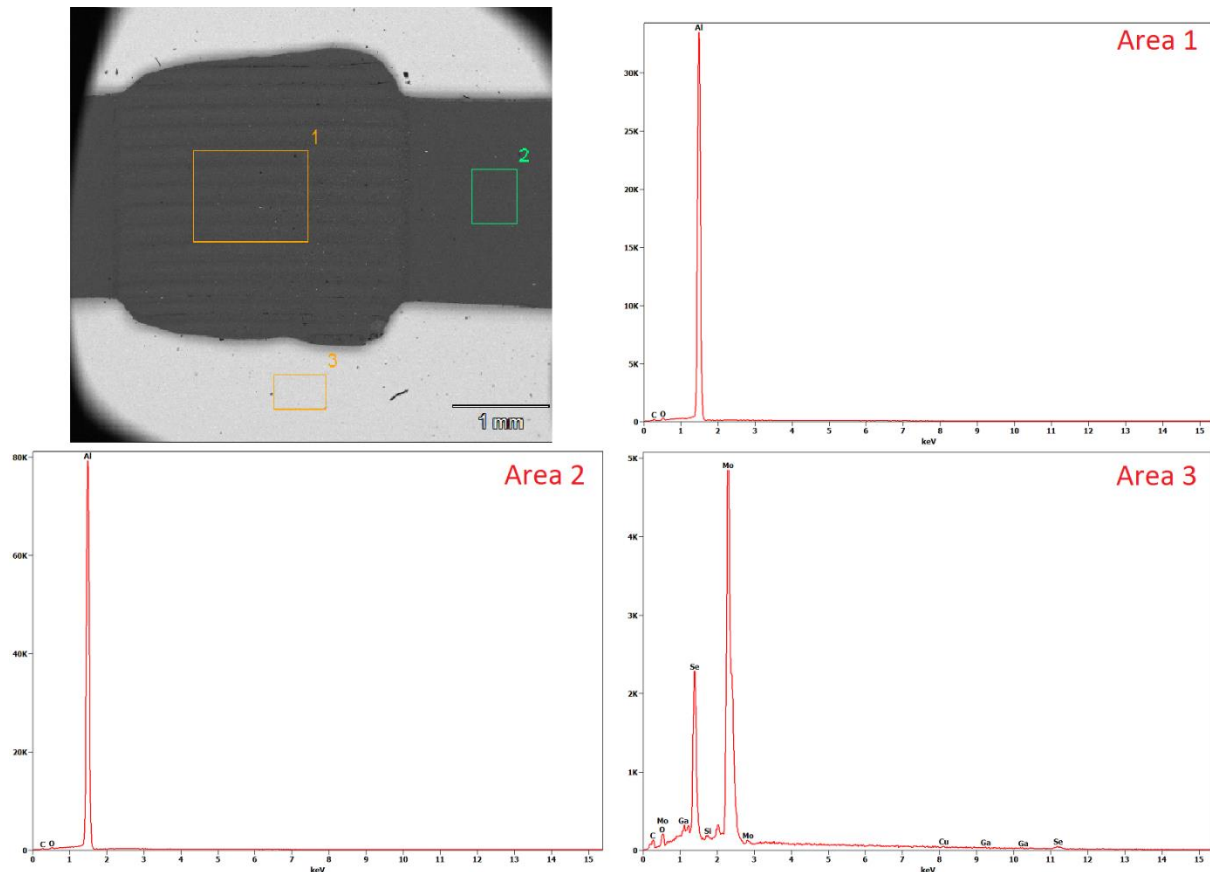 1
2
3
1 mm
Area 1
Al
30K
25K
20K
15K
10K
5K
0
C O
0 1 2 3 4 5 6 7 8 9 10 11 12 13 14 15
keV
Area 2
Al
80K
60K
40K
20K
0
C O
0 1 2 3 4 5 6 7 8 9 10 11 12 13 14 15
keV
Area 3
5K
4K
3K
2K
1K
0
Mo
Se
Mo
C O Ga Si Mo Cu Ga Ga Se
0 1 2 3 4 5 6 7 8 9 10 11 12 13 14 15
keV